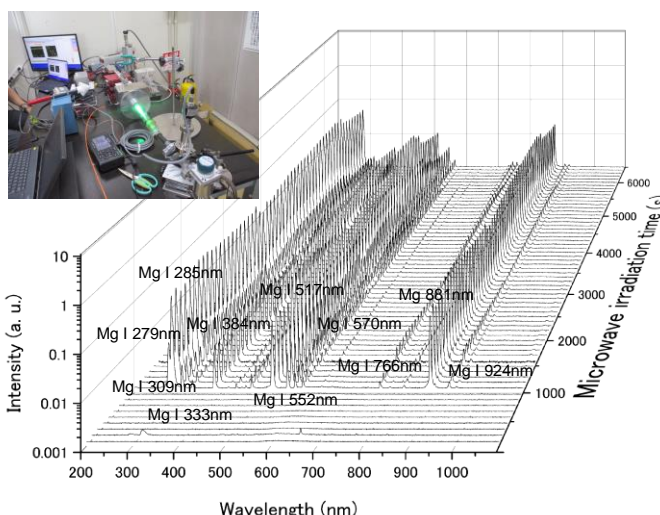 Intensity (a. u.)
10
1
0.1
0.01
0.001
Mg I 285nm
Mg I 279nm
Mg I 384nm
Mg I 517nm
Mg I 570nm
Mg 881nm
Mg I 309nm
Mg I 333nm
Mg I 552nm
Mg I 766nm
Mg I 924nm
200 300 400 500 600 700 800 900 1000
Wavelength (nm)
1000
2000
3000
4000
5000
6000
Microwave irradiation time (s)